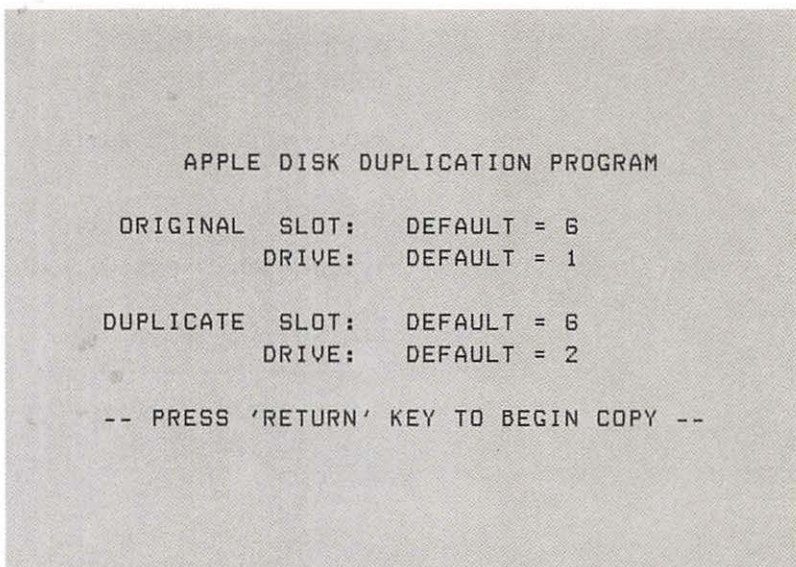 APPLE DISK DUPLICATION PROGRAM
ORIGINAL SLOT: DEFAULT = 6
DRIVE: DEFAULT = 1
DUPLICATE SLOT: DEFAULT = 6
DRIVE: DEFAULT = 2
-- PRESS 'RETURN' KEY TO BEGIN COPY --